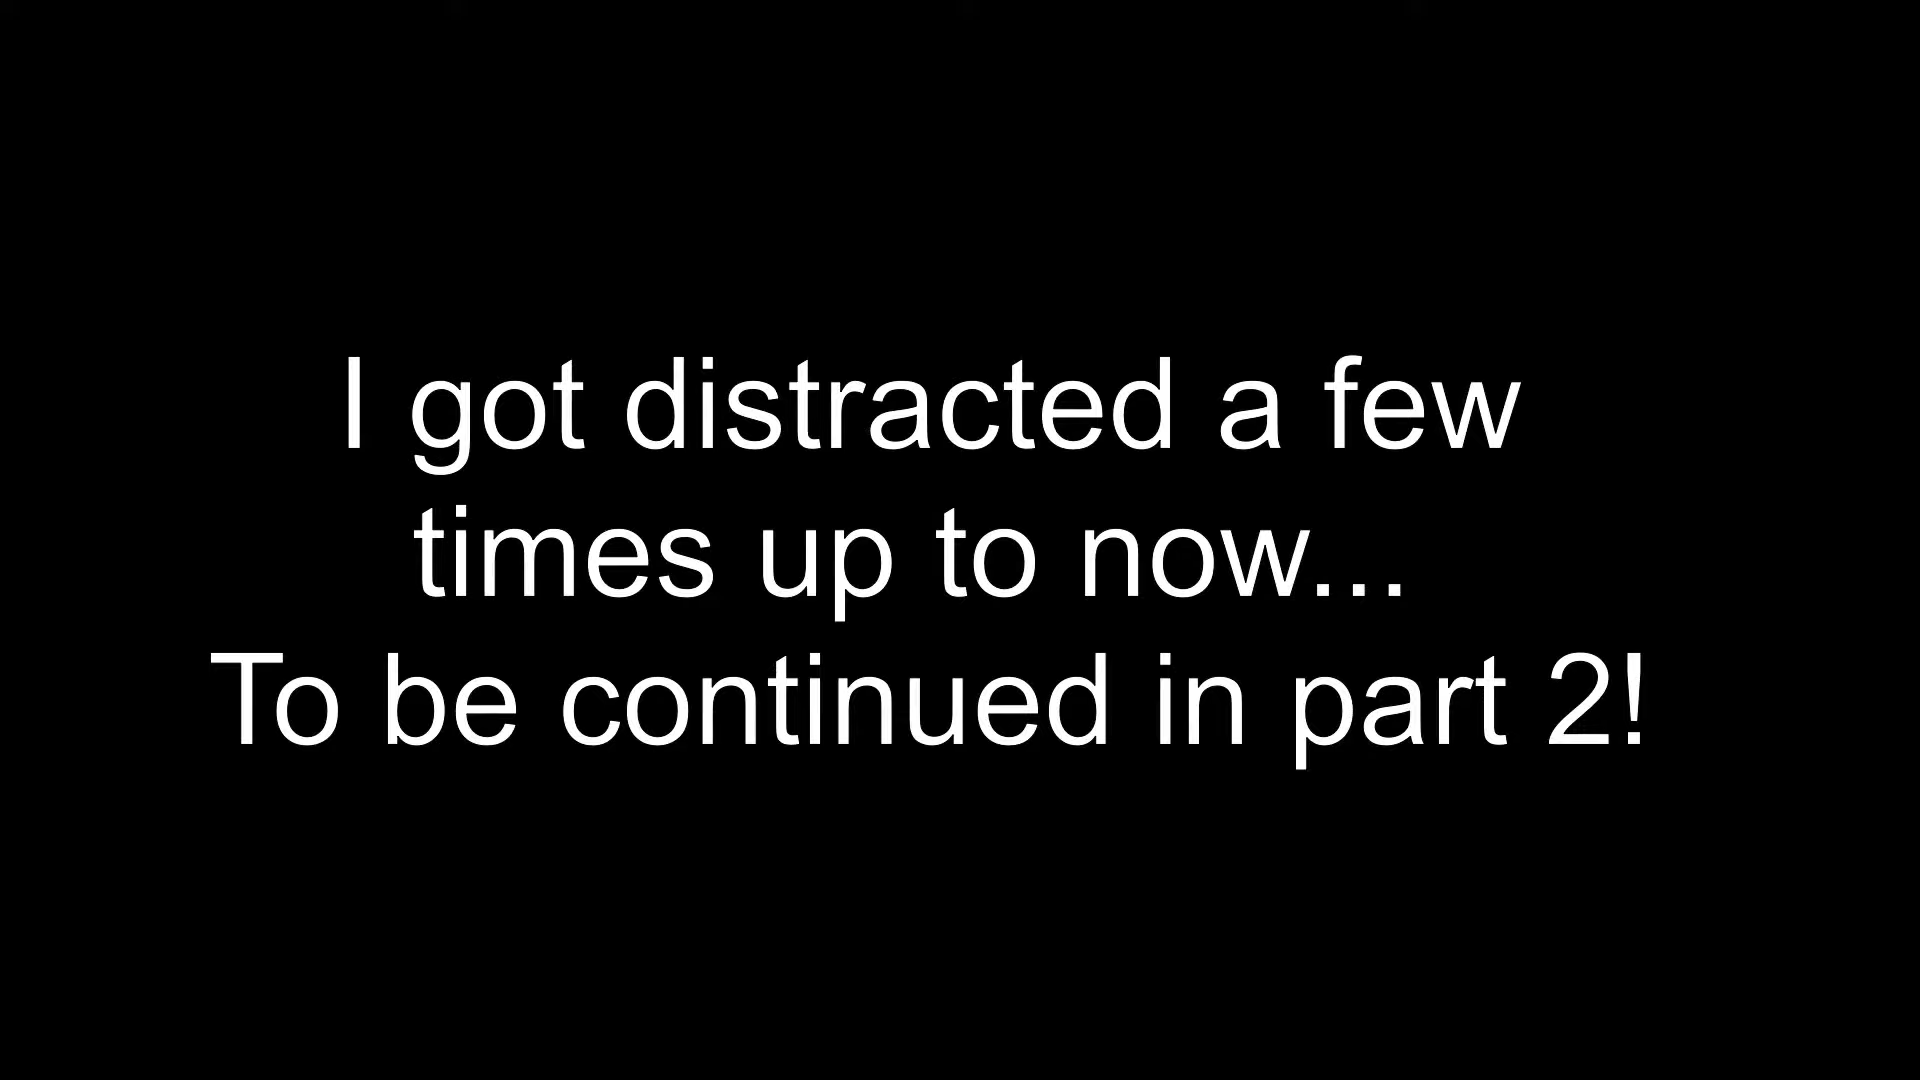 I got distracted a few
times up to now...
To be continued in part 2!